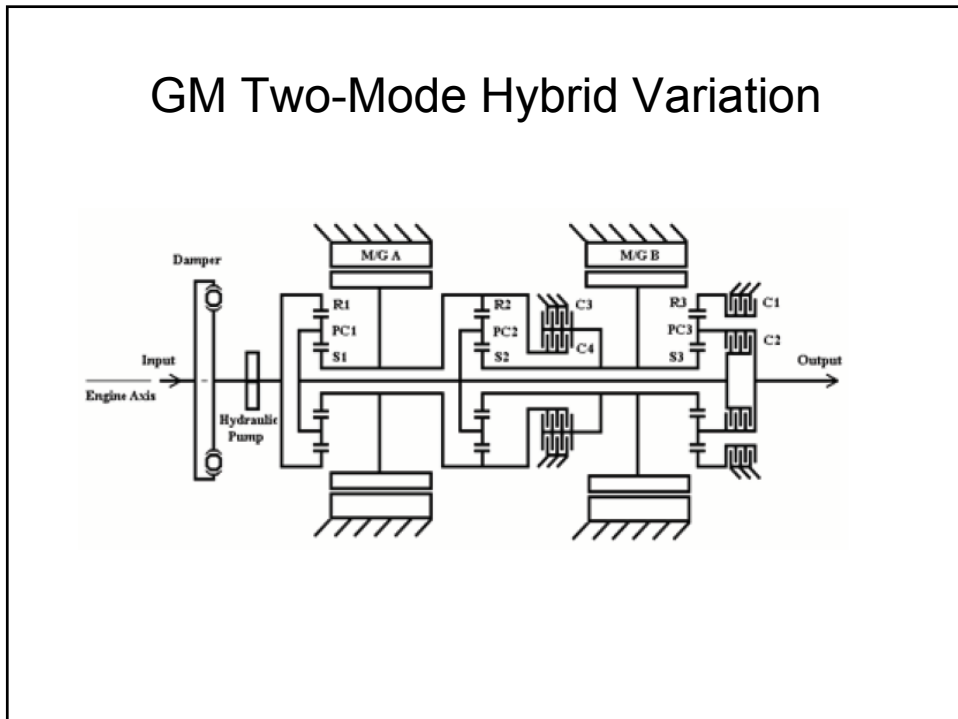 GM Two-Mode Hybrid Variation
M/G A
M/G B
Damper
R1
R2
C3
R3
C1
PC1
PC2
PC3
C4
C2
S1
S2
S3
Input
Output
Engine Axis
Hydraulic
Pump